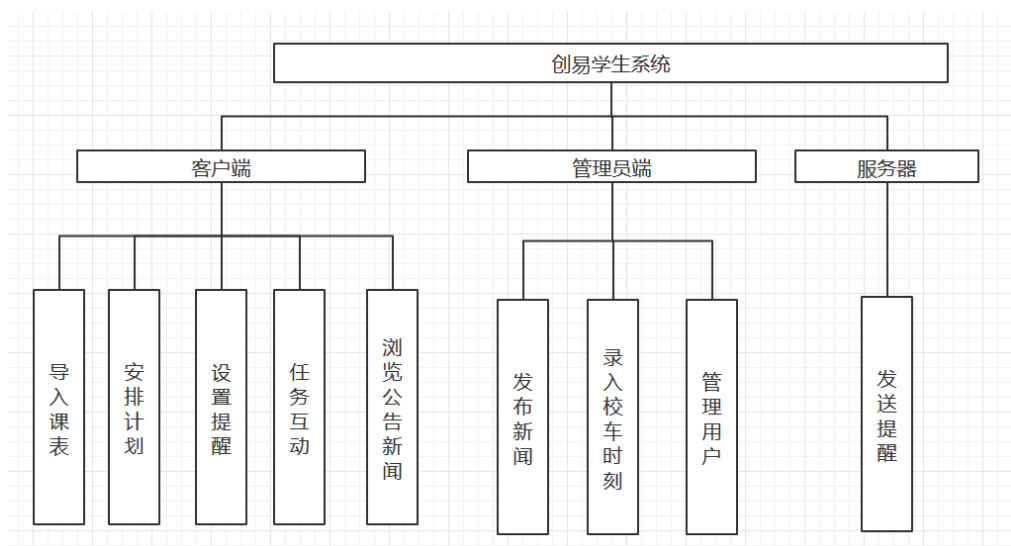 创易学生系统
客户端
管理员端
服务器
导入课表
安排计划
设置提醒
任务互动
浏览公告新闻
发布新闻
录入校车时刻
管理用户
发送提醒